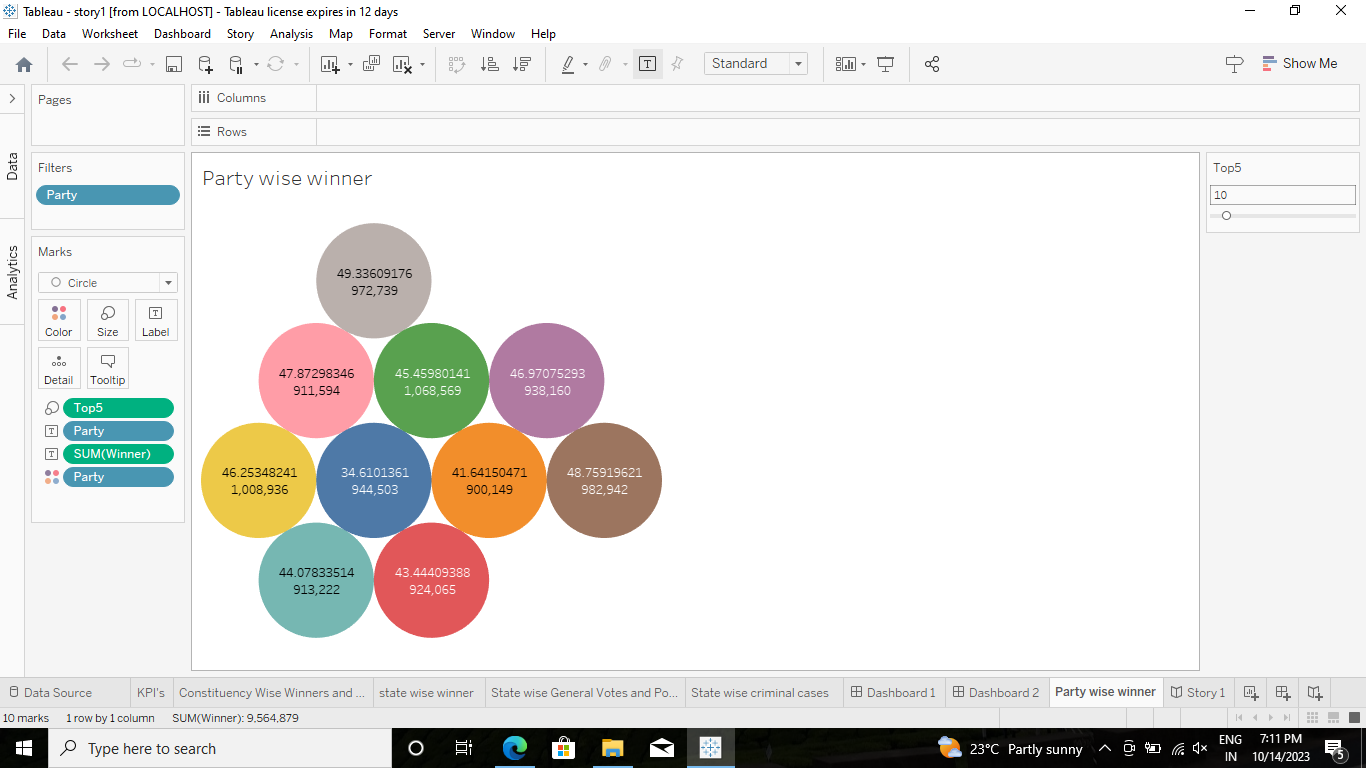 Tableau - story1 [from LOCALHOST] - Tableau license expires in 12 days
File Data Worksheet Dashboard Story Analysis Map Format Server Window Help
Standard
Show Me
Pages
Columns
Rows
Data
Analytics
Filters
Party
Marks
Circle
Color Size Label
Detail Tooltip
Top5
Party
SUM(Winner)
Party
Party wise winner
49.33609176
972,739
47.87298346
911,594
45.45980141
1,068,569
46.97075293
938,160
46.25348241
1,008,936
34.6101361
944,503
41.64150471
900,149
48.75919621
982,942
44.07833514
913,222
43.44409388
924,065
Top5
10
Data Source KPI's Constituency Wise Winners and ... state wise winner State wise General Votes and Po... State wise criminal cases Dashboard 1 Dashboard 2 Party wise winner Story 1
10 marks 1 row by 1 column SUM(Winner): 9,564,879
Type here to search
23°C Partly sunny
ENG
IN
7:11 PM
10/14/2023
5